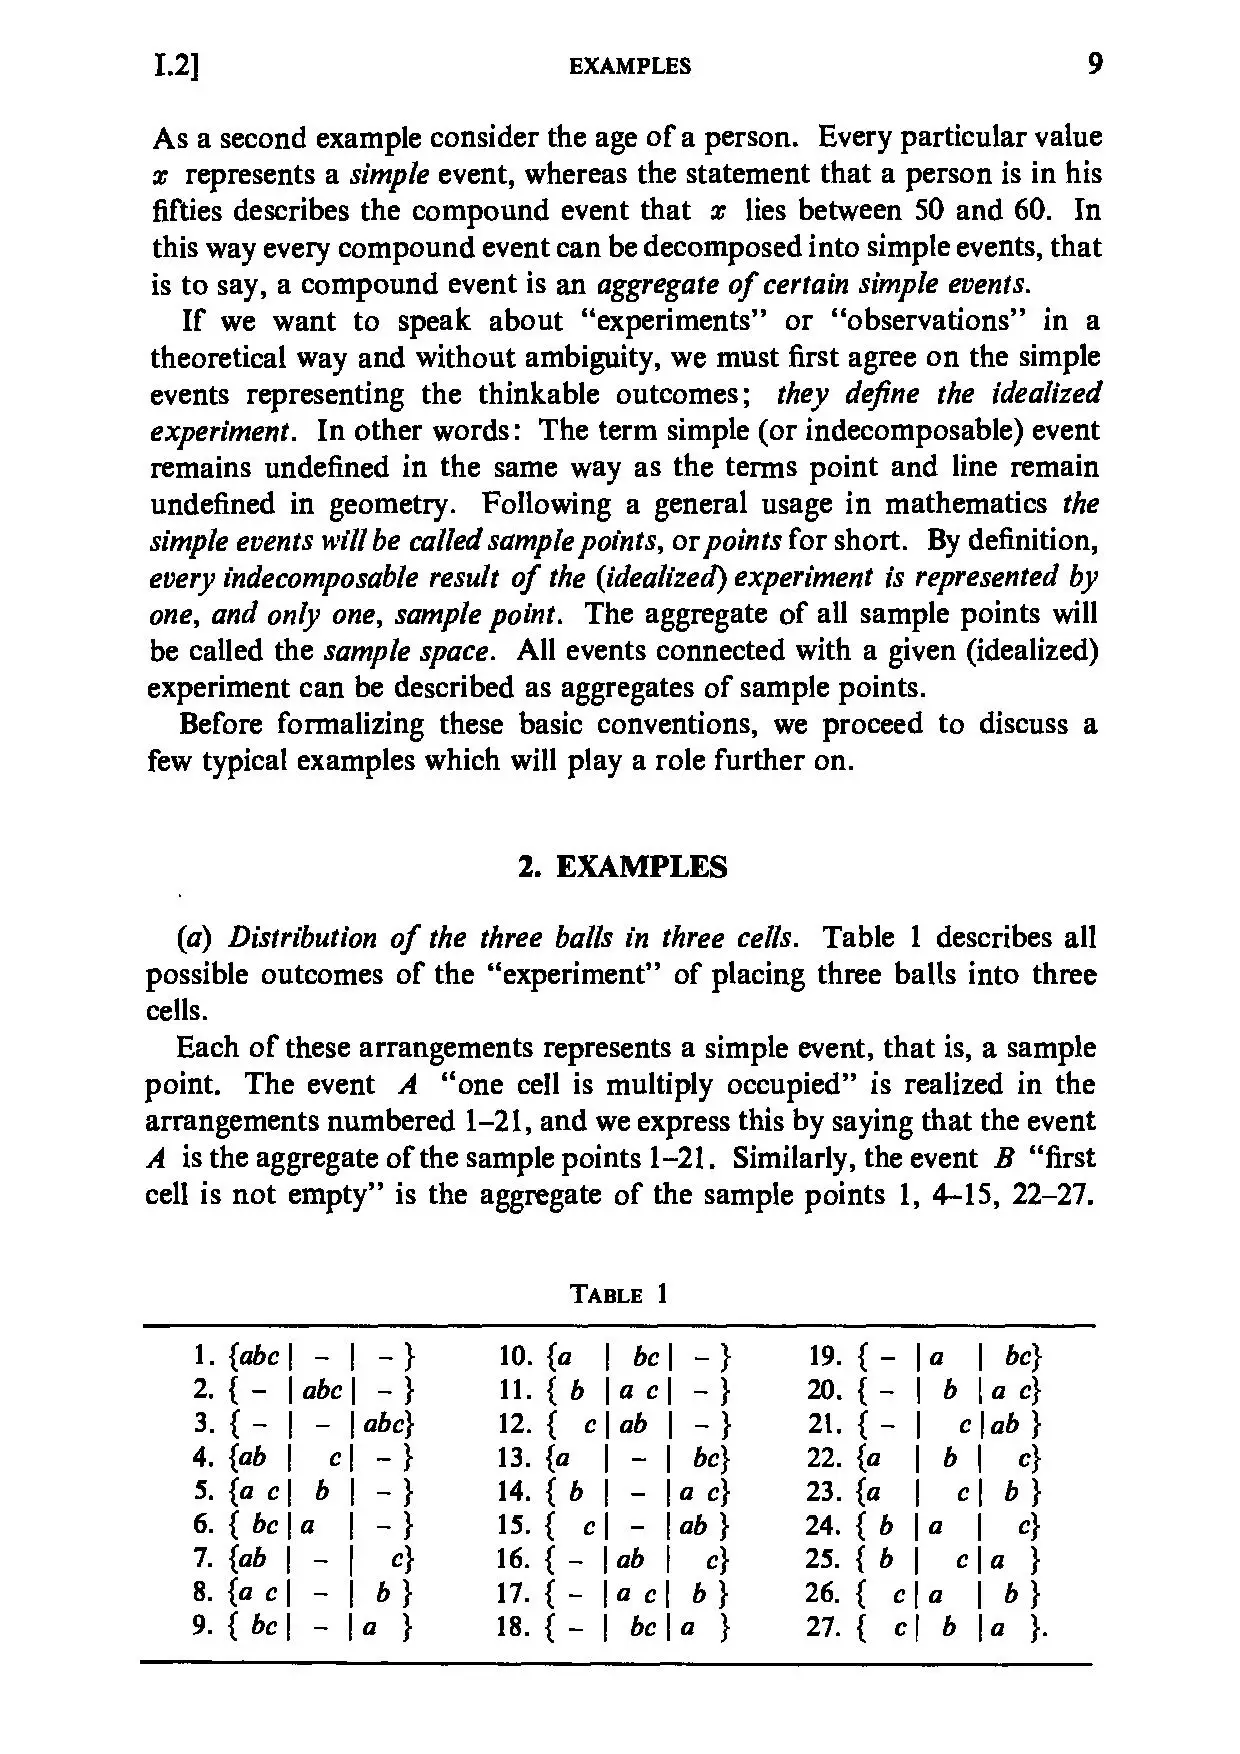 I.2] EXAMPLES 9
As a second example consider the age of a person. Every particular value
x represents a simple event, whereas the statement that a person is in his
fifties describes the compound event that x lies between 50 and 60. In
this way every compound event can be decomposed into simple events, that
is to say, a compound event is an aggregate of certain simple events.
If we want to speak about “experiments” or “observations” in a
theoretical way and without ambiguity, we must first agree on the simple
events representing the thinkable outcomes; they define the idealized
experiment. In other words: The term simple (or indecomposable) event
remains undefined in the same way as the terms point and line remain
undefined in geometry. Following a general usage in mathematics the
simple events will be called sample points, or points for short. By definition,
every indecomposable result of the (idealized) experiment is represented by
one, and only one, sample point. The aggregate of all sample points will
be called the sample space. All events connected with a given (idealized)
experiment can be described as aggregates of sample points.
Before formalizing these basic conventions, we proceed to discuss a
few typical examples which will play a role further on.
2. EXAMPLES
(a) Distribution of the three balls in three cells. Table 1 describes all
possible outcomes of the “experiment” of placing three balls into three
cells.
Each of these arrangements represents a simple event, that is, a sample
point. The event A “one cell is multiply occupied” is realized in the
arrangements numbered 1–21, and we express this by saying that the event
A is the aggregate of the sample points 1–21. Similarly, the event B “first
cell is not empty” is the aggregate of the sample points 1, 4–15, 22–27.
TABLE 1
1. {abc | - | - } 10. {a | bc | - } 19. { - | a | bc}
2. { - | abc | - } 11. { b | a c | - } 20. { - | b | a c}
3. { - | - | abc} 12. { c | ab | - } 21. { - | c | ab }
4. {ab | c | - } 13. {a | - | bc} 22. {a | b | c}
5. {a c | b | - } 14. { b | - | a c} 23. {a | c | b }
6. { bc | a | - } 15. { c | - | ab } 24. { b | a | c}
7. {ab | - | c} 16. { - | ab | c} 25. { b | c | a }
8. {a c | - | b } 17. { - | a c | b } 26. { c | a | b }
9. { bc | - | a } 18. { - | bc | a } 27. { c | b | a }.